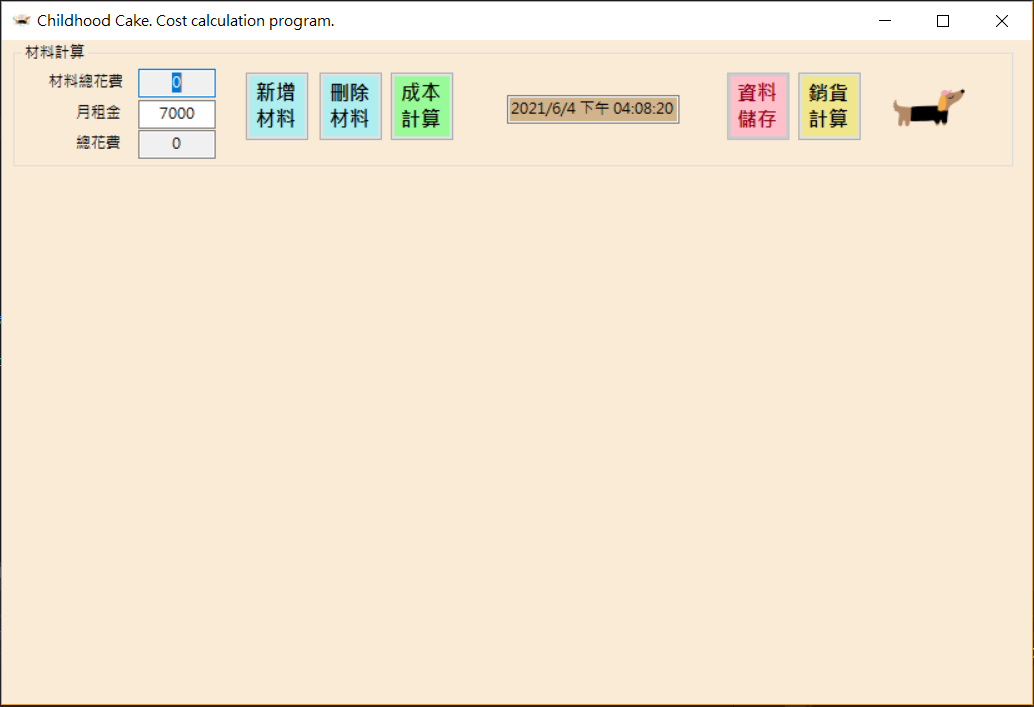 Childhood Cake. Cost calculation program.
材料計算
材料總花費 0
月租金 7000
總花費 0
新增
材料
刪除
材料
成本
計算
2021/6/4 下午 04:08:20
資料
儲存
銷貨
計算